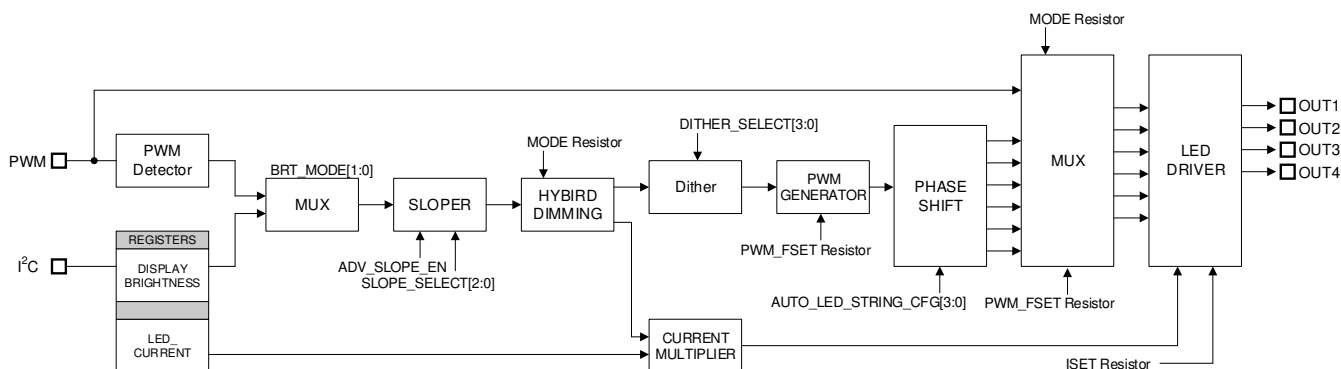 MODE Resistor
OUT1
OUT2
OUT3
OUT4
DITHER_SELECT[3:0]
MODE Resistor
PWM
PWM
Detector
BRT_MODE[1:0]
MUX
SLOPER
HYBIRD
DIMMING
Dither
PWM
GENERATOR
PHASE
SHIFT
MUX
LED
DRIVER
REGISTERS
I²C
DISPLAY
BRIGHTNESS
ADV_SLOPE_EN
SLOPE_SELECT[2:0]
PWM_FSET Resistor
AUTO_LED_STRING_CFG[3:0]
PWM_FSET Resistor
LED_
CURRENT
CURRENT
MULTIPLIER
ISET Resistor